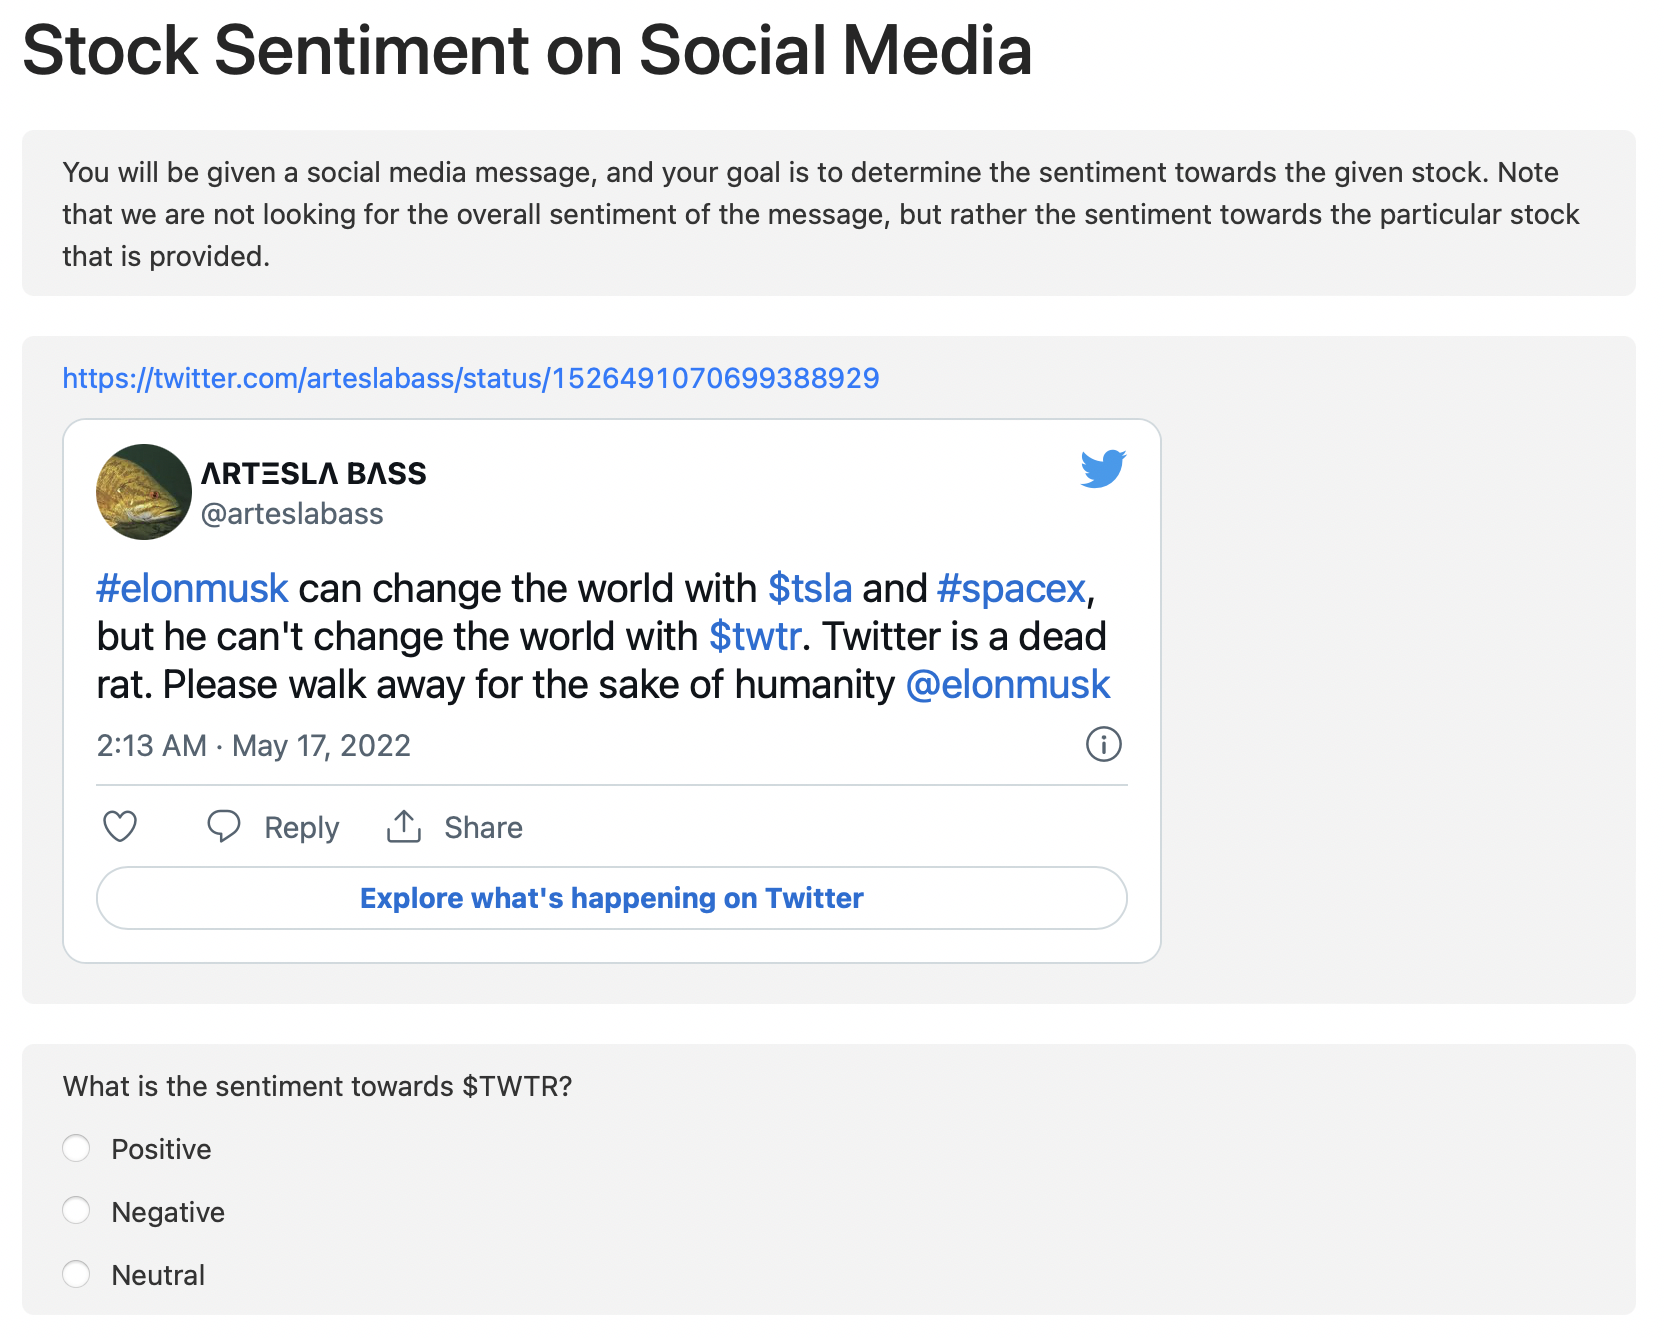 Stock Sentiment on Social Media
You will be given a social media message, and your goal is to determine the sentiment towards the given stock. Note
that we are not looking for the overall sentiment of the message, but rather the sentiment towards the particular stock
that is provided.
https://twitter.com/arteslabass/status/1526491070699388929
ΛRTΞSLΛ BΛSS
@arteslabass
#elonmusk can change the world with $tsla and #spacex,
but he can't change the world with $twtr. Twitter is a dead
rat. Please walk away for the sake of humanity @elonmusk
2:13 AM · May 17, 2022
Reply Share
Explore what's happening on Twitter
What is the sentiment towards $TWTR?
Positive
Negative
Neutral